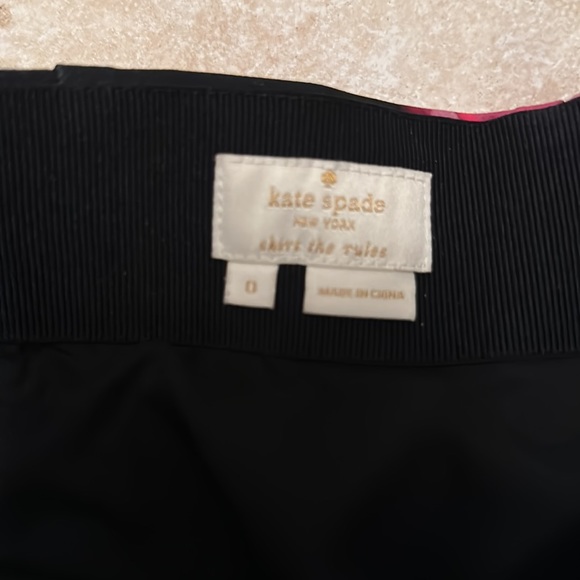 kate spade
NEW YORK
skirt the rules
0
MADE IN CHINA